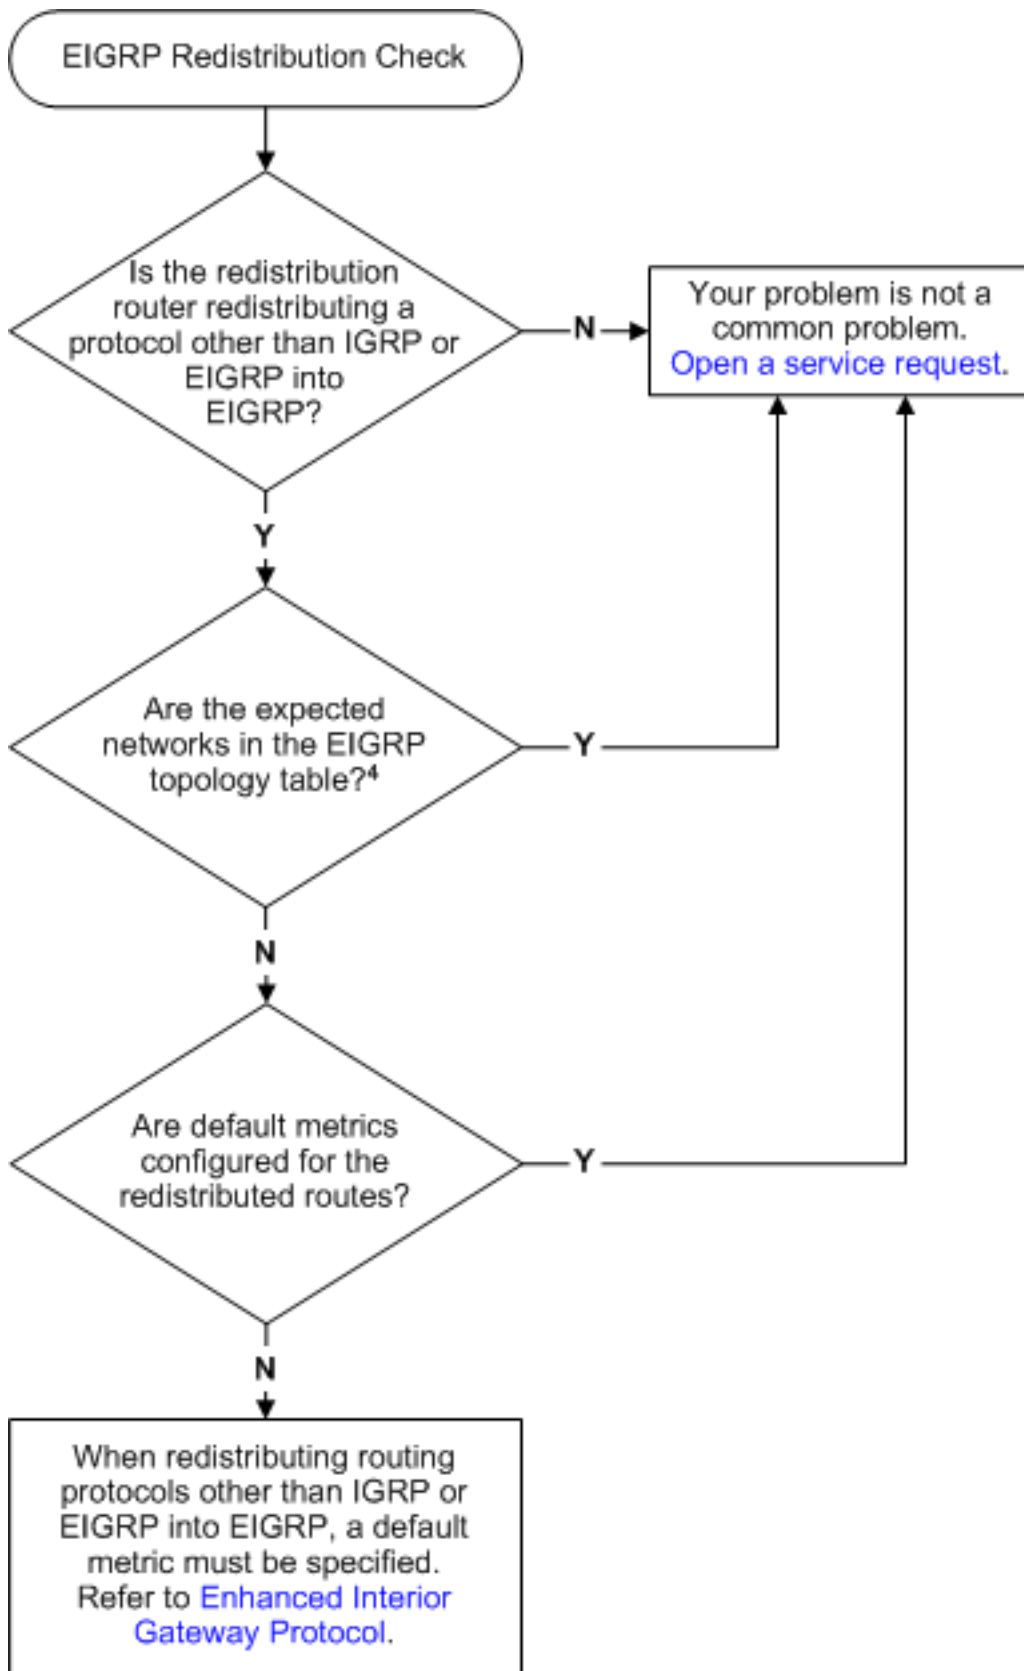 EIGRP Redistribution Check
Is the redistribution
router redistributing a
protocol other than IGRP or
EIGRP into
EIGRP?
N
Your problem is not a
common problem.
Open a service request.
Y
Are the expected
networks in the EIGRP
topology table?⁴
Y
N
Are default metrics
configured for the
redistributed routes?
Y
N
When redistributing routing
protocols other than IGRP or
EIGRP into EIGRP, a default
metric must be specified.
Refer to Enhanced Interior
Gateway Protocol.